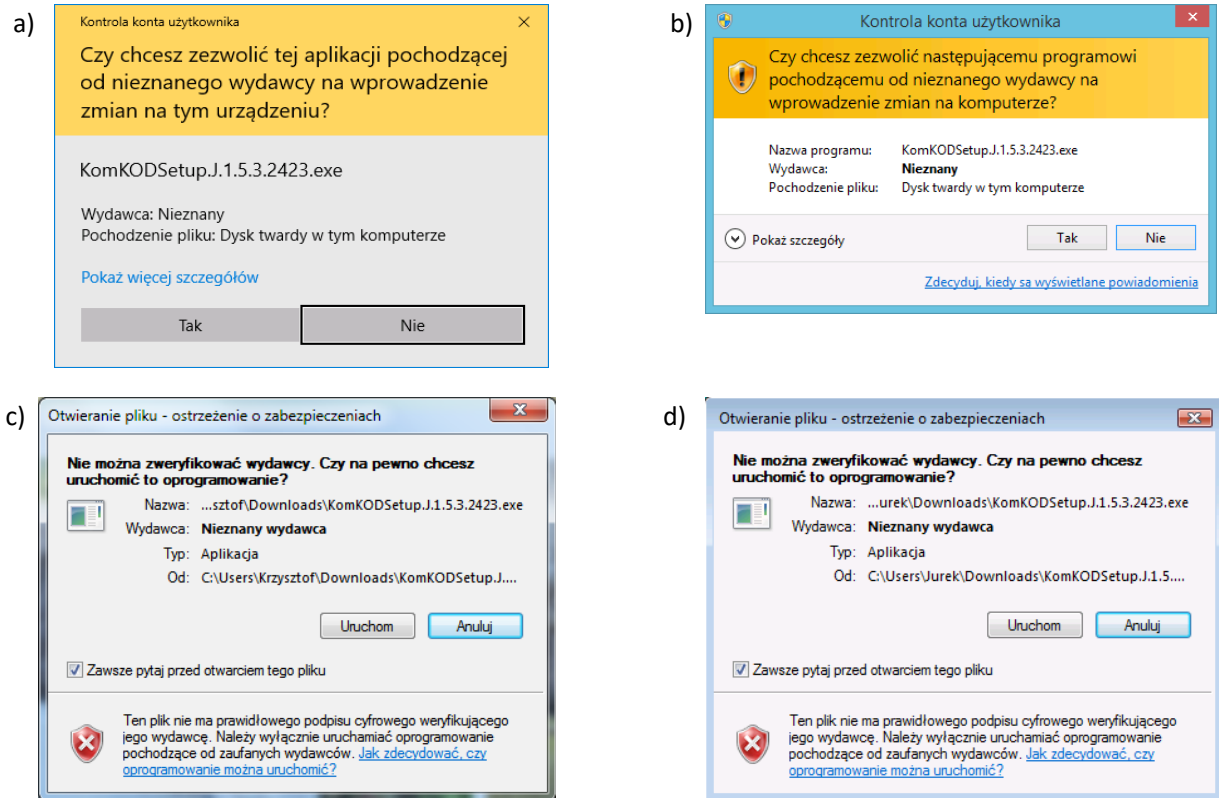 a)
Kontrola konta użytkownika
Czy chcesz zezwolić tej aplikacji pochodzącej
od nieznanego wydawcy na wprowadzenie
zmian na tym urządzeniu?
KomKODSetup.J.1.5.3.2423.exe
Wydawca: Nieznany
Pochodzenie pliku: Dysk twardy w tym komputerze
Pokaż więcej szczegółów
Tak Nie
b)
Kontrola konta użytkownika
Czy chcesz zezwolić następującemu programowi
pochodzącemu od nieznanego wydawcy na
wprowadzenie zmian na komputerze?
Nazwa programu: KomKODSetup.J.1.5.3.2423.exe
Wydawca: Nieznany
Pochodzenie pliku: Dysk twardy w tym komputerze
Pokaż szczegóły Tak Nie
Zdecyduj, kiedy są wyświetlane powiadomienia
c)
Otwieranie pliku - ostrzeżenie o zabezpieczeniach
Nie można zweryfikować wydawcy. Czy na pewno chcesz
uruchomić to oprogramowanie?
Nazwa: ...sztof\Downloads\KomKODSetup.J.1.5.3.2423.exe
Wydawca: Nieznany wydawca
Typ: Aplikacja
Od: C:\Users\Krzysztof\Downloads\KomKODSetup.J....
Uruchom Anuluj
Zawsze pytaj przed otwarciem tego pliku
Ten plik nie ma prawidłowego podpisu cyfrowego weryfikującego
jego wydawcę. Należy wyłącznie uruchamiać oprogramowanie
pochodzące od zaufanych wydawców. Jak zdecydować, czy
oprogramowanie można uruchomić?
d)
Otwieranie pliku - ostrzeżenie o zabezpieczeniach
Nie można zweryfikować wydawcy. Czy na pewno chcesz
uruchomić to oprogramowanie?
Nazwa: ...urek\Downloads\KomKODSetup.J.1.5.3.2423.exe
Wydawca: Nieznany wydawca
Typ: Aplikacja
Od: C:\Users\Jurek\Downloads\KomKODSetup.J.1.5....
Uruchom Anuluj
Zawsze pytaj przed otwarciem tego pliku
Ten plik nie ma prawidłowego podpisu cyfrowego weryfikującego
jego wydawcę. Należy wyłącznie uruchamiać oprogramowanie
pochodzące od zaufanych wydawców. Jak zdecydować, czy
oprogramowanie można uruchomić?